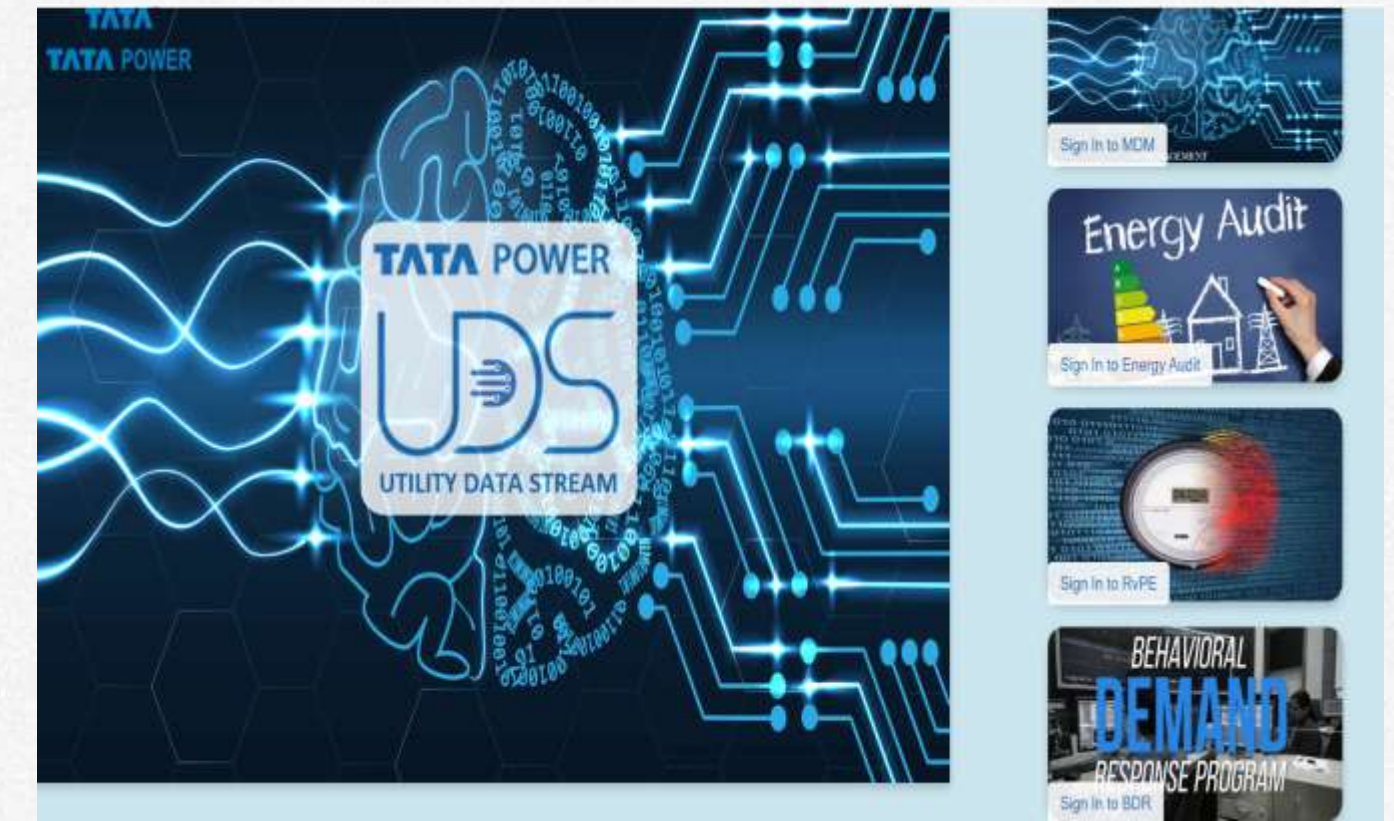 TATA
TATA POWER
TATA POWER
UDS
UTILITY DATA STREAM
Sign In to MDM
Energy Audit
Sign In to Energy Audit
Sign In to RvPE
BEHAVIORAL
DEMAND
RESPONSE PROGRAM
Sign In to BDR